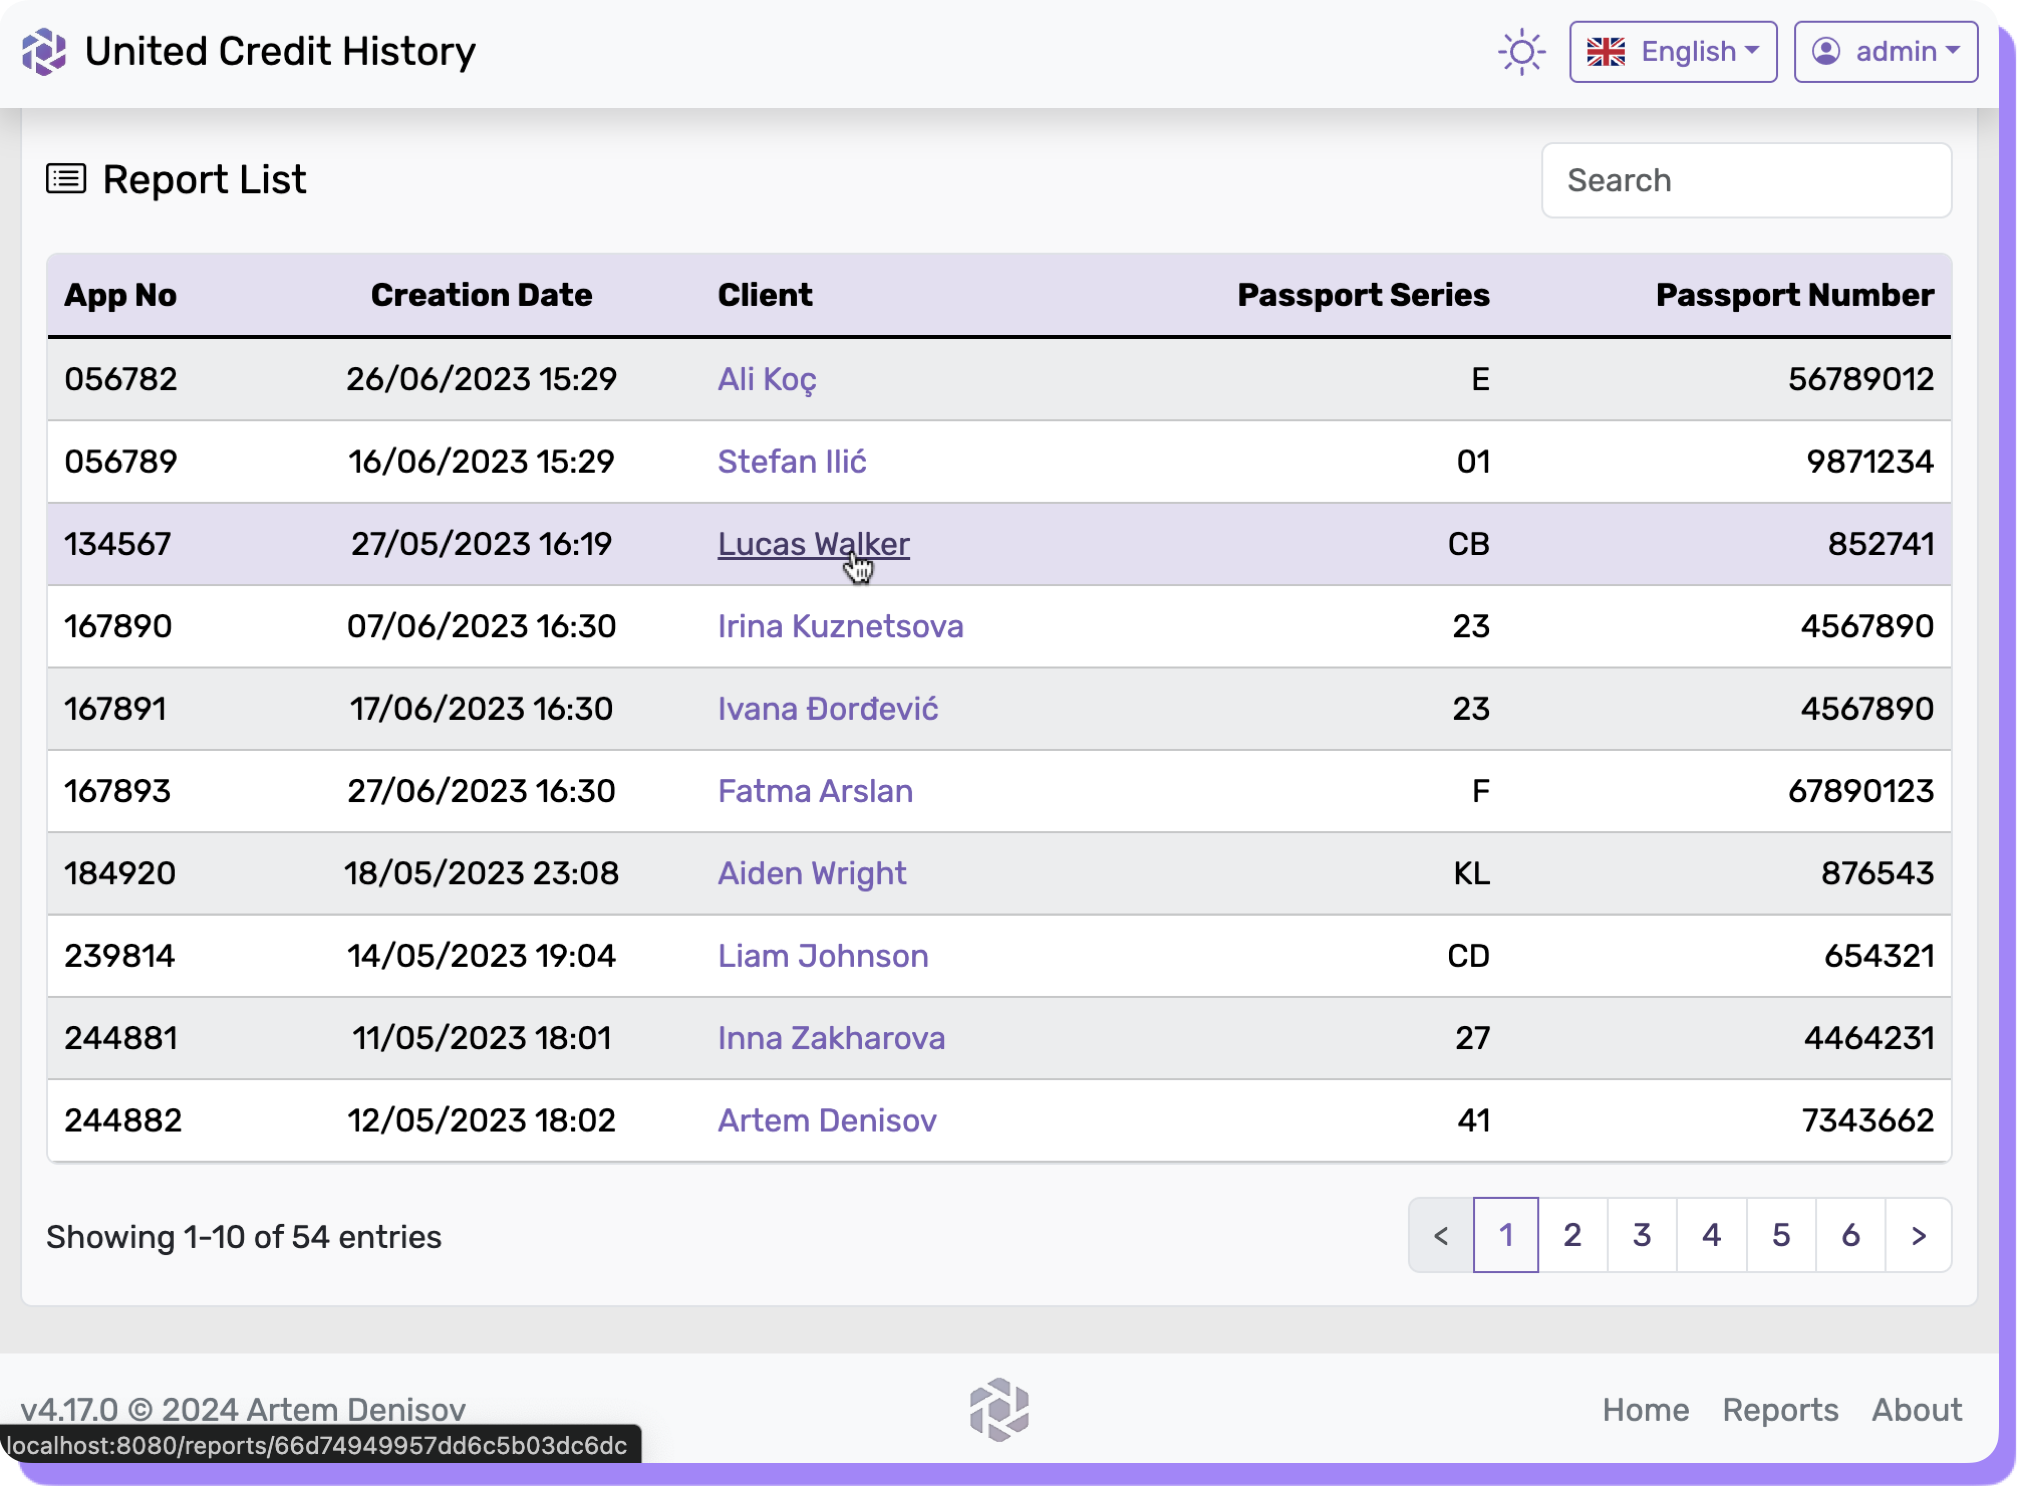 United Credit History English admin
Report List Search
App No Creation Date Client Passport Series Passport Number
056782 26/06/2023 15:29 Ali Koç E 56789012
056789 16/06/2023 15:29 Stefan Ilić 01 9871234
134567 27/05/2023 16:19 Lucas Walker CB 852741
167890 07/06/2023 16:30 Irina Kuznetsova 23 4567890
167891 17/06/2023 16:30 Ivana Đorđević 23 4567890
167893 27/06/2023 16:30 Fatma Arslan F 67890123
184920 18/05/2023 23:08 Aiden Wright KL 876543
239814 14/05/2023 19:04 Liam Johnson CD 654321
244881 11/05/2023 18:01 Inna Zakharova 27 4464231
244882 12/05/2023 18:02 Artem Denisov 41 7343662
Showing 1-10 of 54 entries < 1 2 3 4 5 6 >
v4.17.0 © 2024 Artem Denisov Home Reports About
localhost:8080/reports/66d74949957dd6c5b03dc6dc